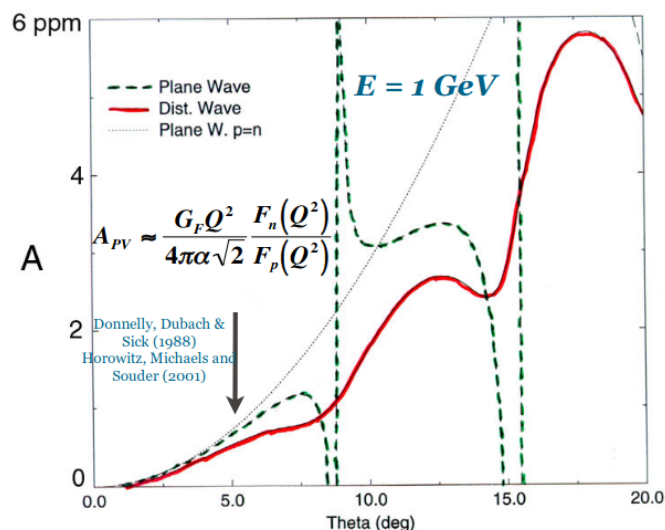 6 ppm
Plane Wave
Dist. Wave
Plane W. p=n
E = 1 GeV
4
A
A_PV ≈ G_F Q² / 4πα√2 F_n(Q²) / F_p(Q²)
2
Donnelly, Dubach &
Sick (1988)
Horowitz, Michaels and
Souder (2001)
0
0.0 5.0 10.0 15.0 20.0
Theta (deg)